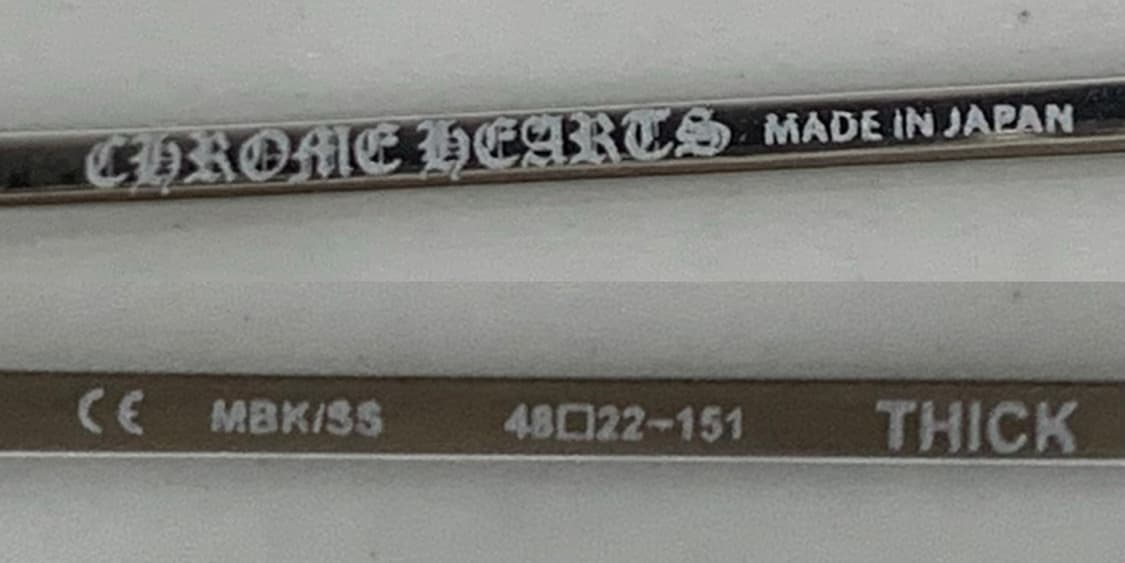 CHROME HEARTS MADE IN JAPAN
CE MBK/SS 48□22-151 THICK